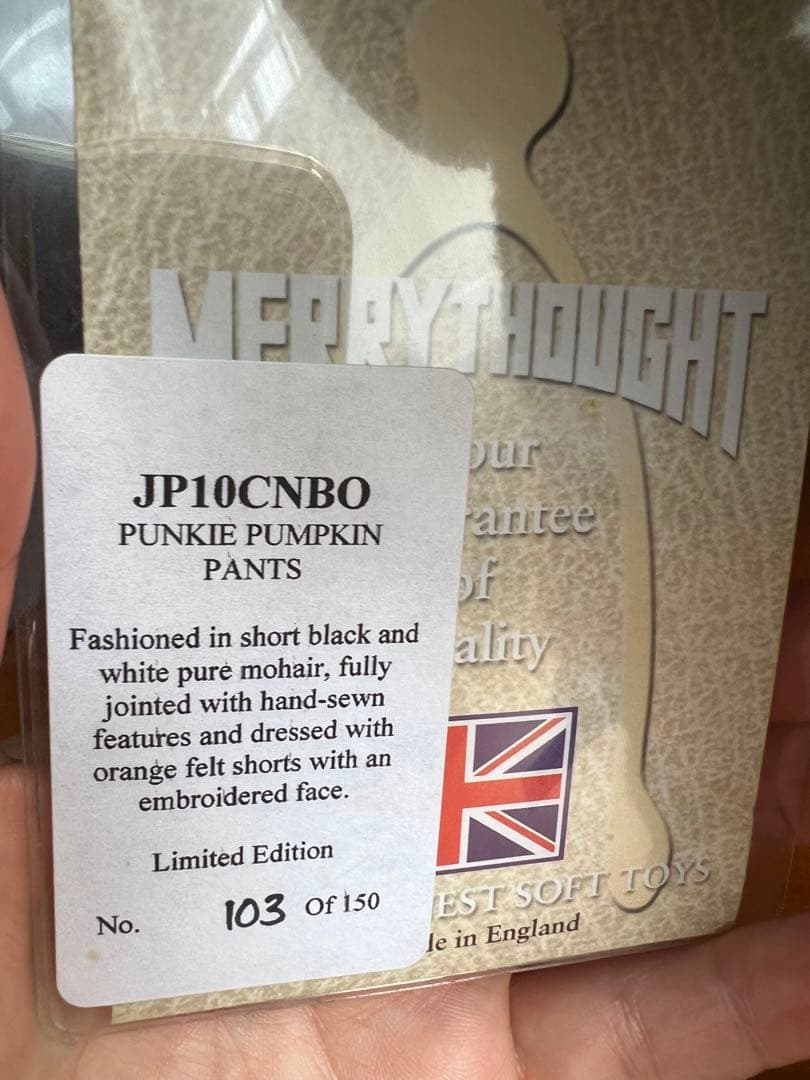 MERRYTHOUGHT
our
antee
of
ality
JP10CNBO
PUNKIE PUMPKIN
PANTS
Fashioned in short black and
white pure mohair, fully
jointed with hand-sewn
features and dressed with
orange felt shorts with an
embroidered face.
Limited Edition
No. 103 Of 150
EST SOFT TOYS
le in England